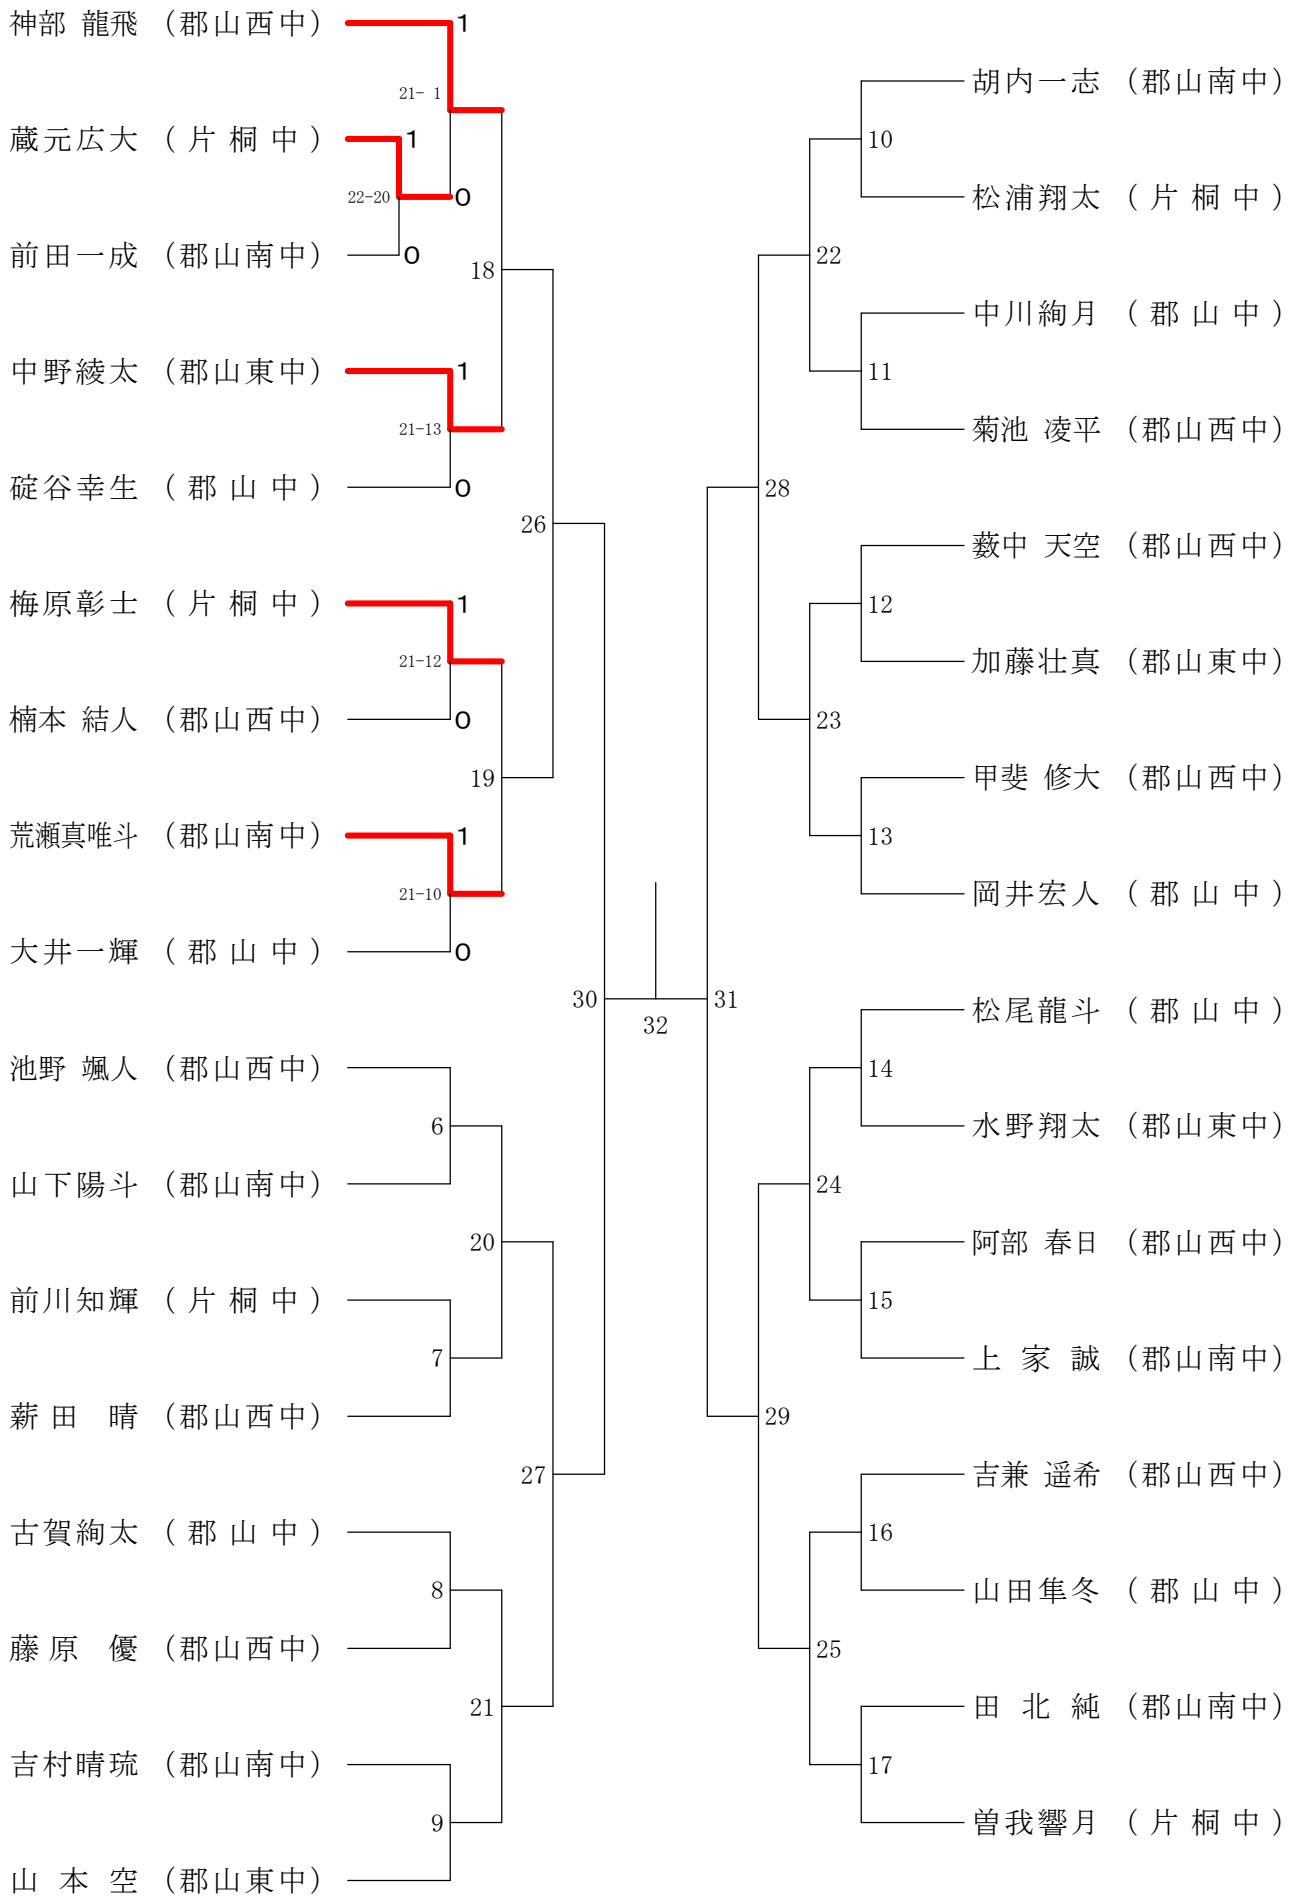 神部 龍飛 (郡山西中) 1
21- 1
蔵元広大 (片桐中) 1
22-20 0
前田一成 (郡山南中) 0
18
中野綾太 (郡山東中) 1
21-13
碇谷幸生 (郡山中) 0
26
梅原彰士 (片桐中) 1
21-12
楠本 結人 (郡山西中) 0
19
荒瀬真唯斗 (郡山南中) 1
21-10
大井一輝 (郡山中) 0
30
池野 颯人 (郡山西中)
6
山下陽斗 (郡山南中)
20
前川知輝 (片桐中)
7
薪田 晴 (郡山西中)
27
古賀絢太 (郡山中)
8
藤原 優 (郡山西中)
21
吉村晴琉 (郡山南中)
9
山本空 (郡山東中)
32
胡内一志 (郡山南中)
10
松浦翔太 (片桐中)
22
中川絢月 (郡山中)
11
菊池 凌平 (郡山西中)
28
薮中 天空 (郡山西中)
12
加藤壮真 (郡山東中)
23
甲斐 修大 (郡山西中)
13
岡井宏人 (郡山中)
31
松尾龍斗 (郡山中)
14
水野翔太 (郡山東中)
24
阿部 春日 (郡山西中)
15
上家誠 (郡山南中)
29
吉兼 遥希 (郡山西中)
16
山田隼冬 (郡山中)
25
田北純 (郡山南中)
17
曽我響月 (片桐中)